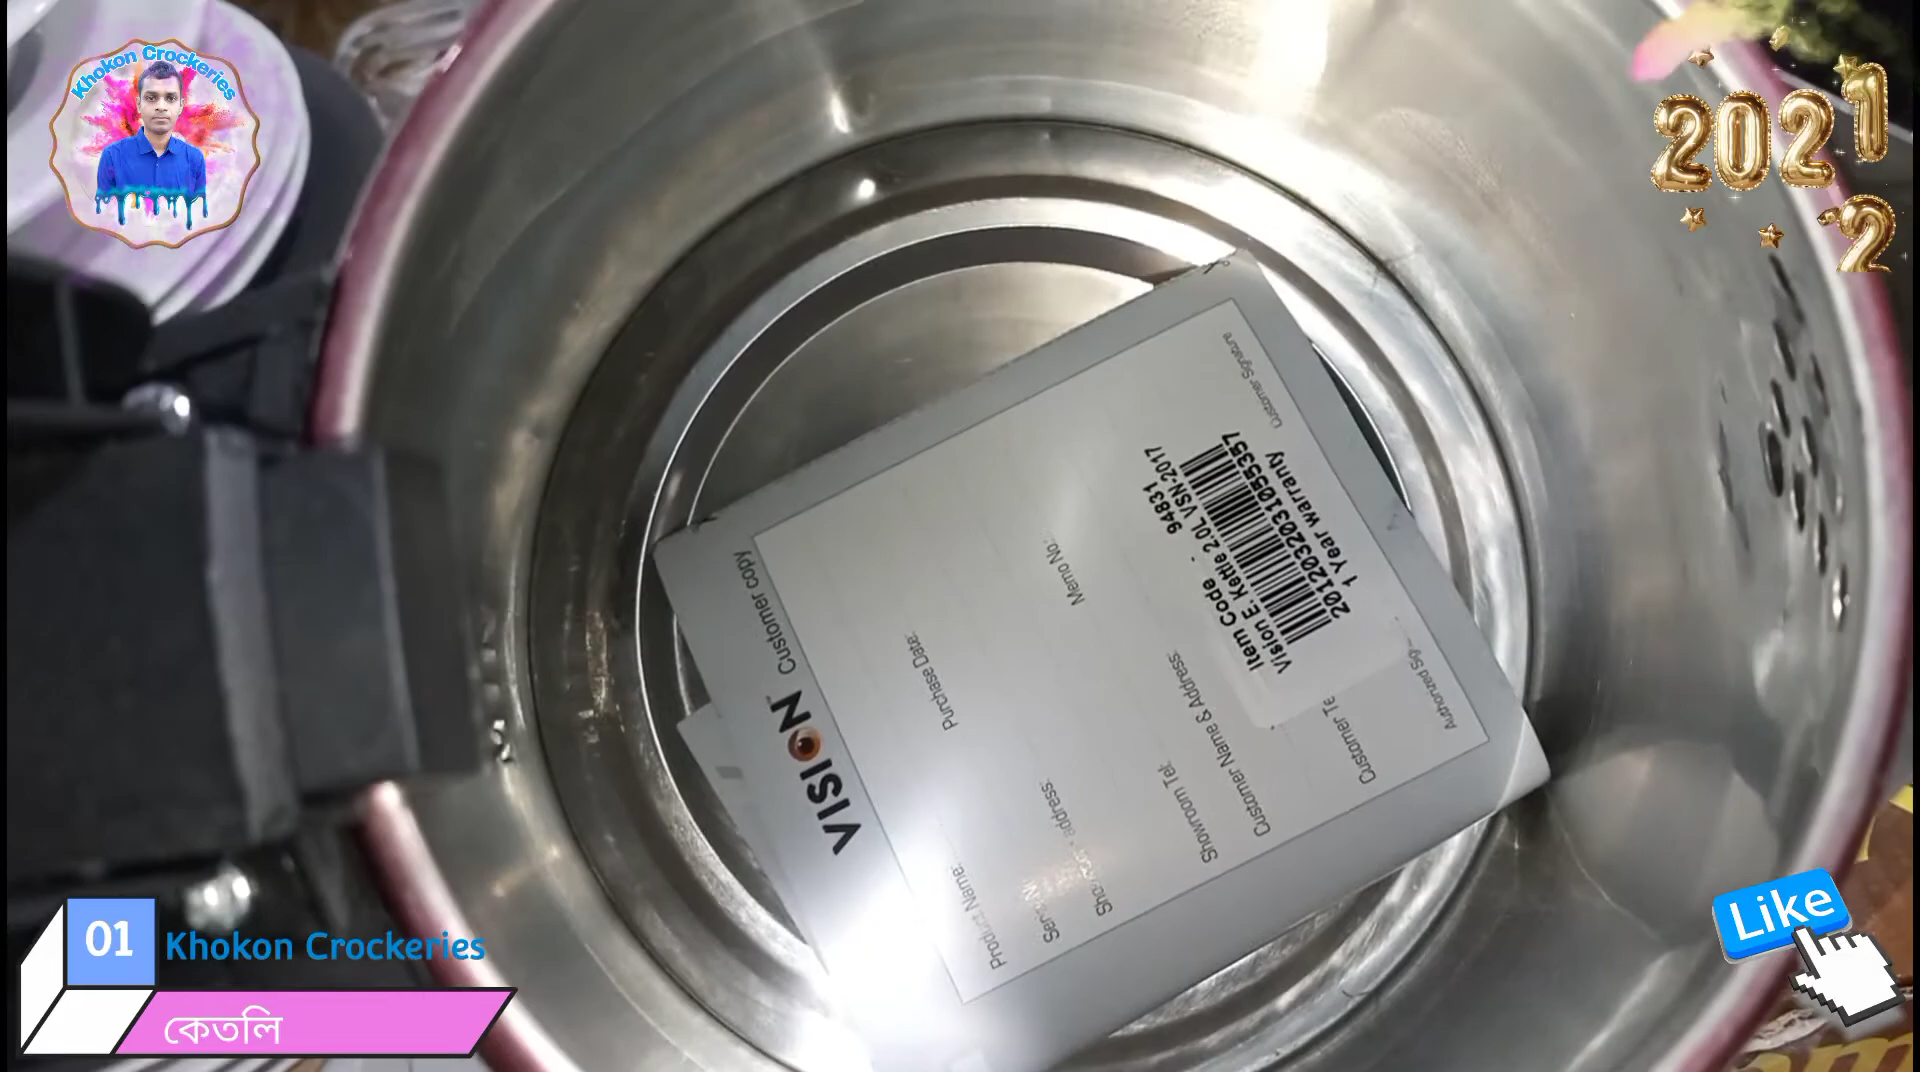 Khokon Crockeries
2021
2
VISION Customer copy
Product Name:
Purchase Date:
Memo No.:
address:
Showroom Tel:
Customer Name & Address:
Item Code - 94831
Vision E. Kettle 2.0L VSN-2017
2012032031055357
1 Year warranty
Customer Te
Customer Signature
Authorized Sig
01
Khokon Crockeries
কেতলি
Like